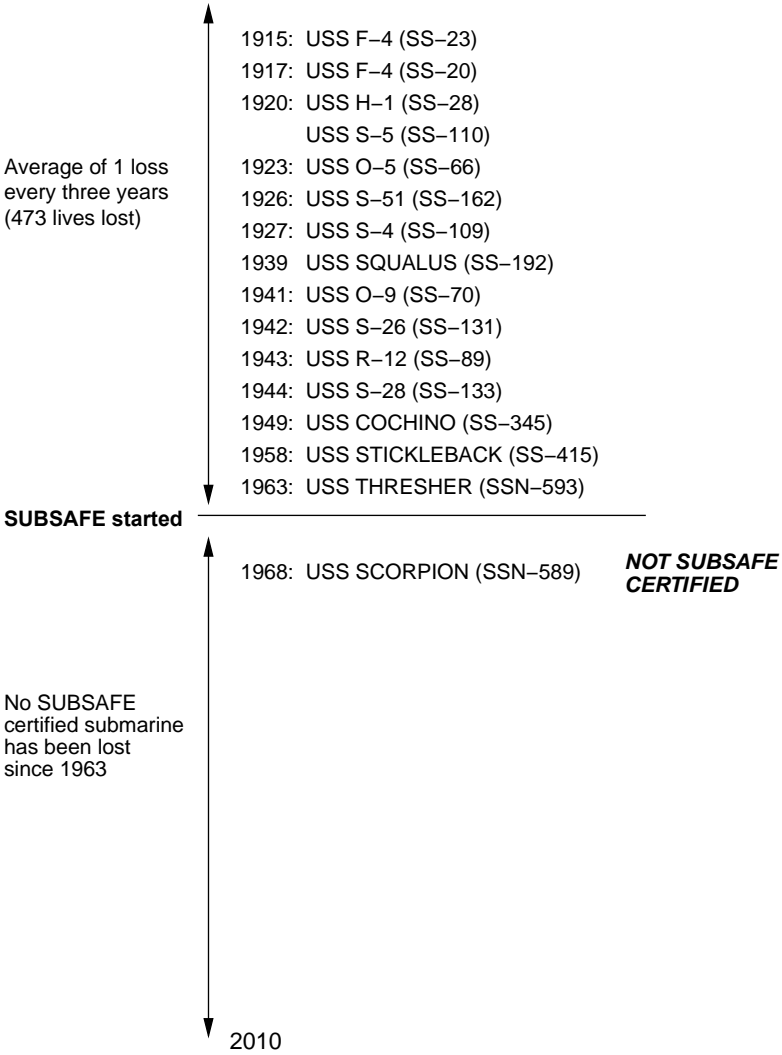 1915: USS F−4 (SS−23)
1917: USS F−4 (SS−20)
1920: USS H−1 (SS−28)
USS S−5 (SS−110)
Average of 1 loss
every three years
(473 lives lost)
1923: USS O−5 (SS−66)
1926: USS S−51 (SS−162)
1927: USS S−4 (SS−109)
1939 USS SQUALUS (SS−192)
1941: USS O−9 (SS−70)
1942: USS S−26 (SS−131)
1943: USS R−12 (SS−89)
1944: USS S−28 (SS−133)
1949: USS COCHINO (SS−345)
1958: USS STICKLEBACK (SS−415)
1963: USS THRESHER (SSN−593)
SUBSAFE started
1968: USS SCORPION (SSN−589)
NOT SUBSAFE
CERTIFIED
No SUBSAFE
certified submarine
has been lost
since 1963
2010